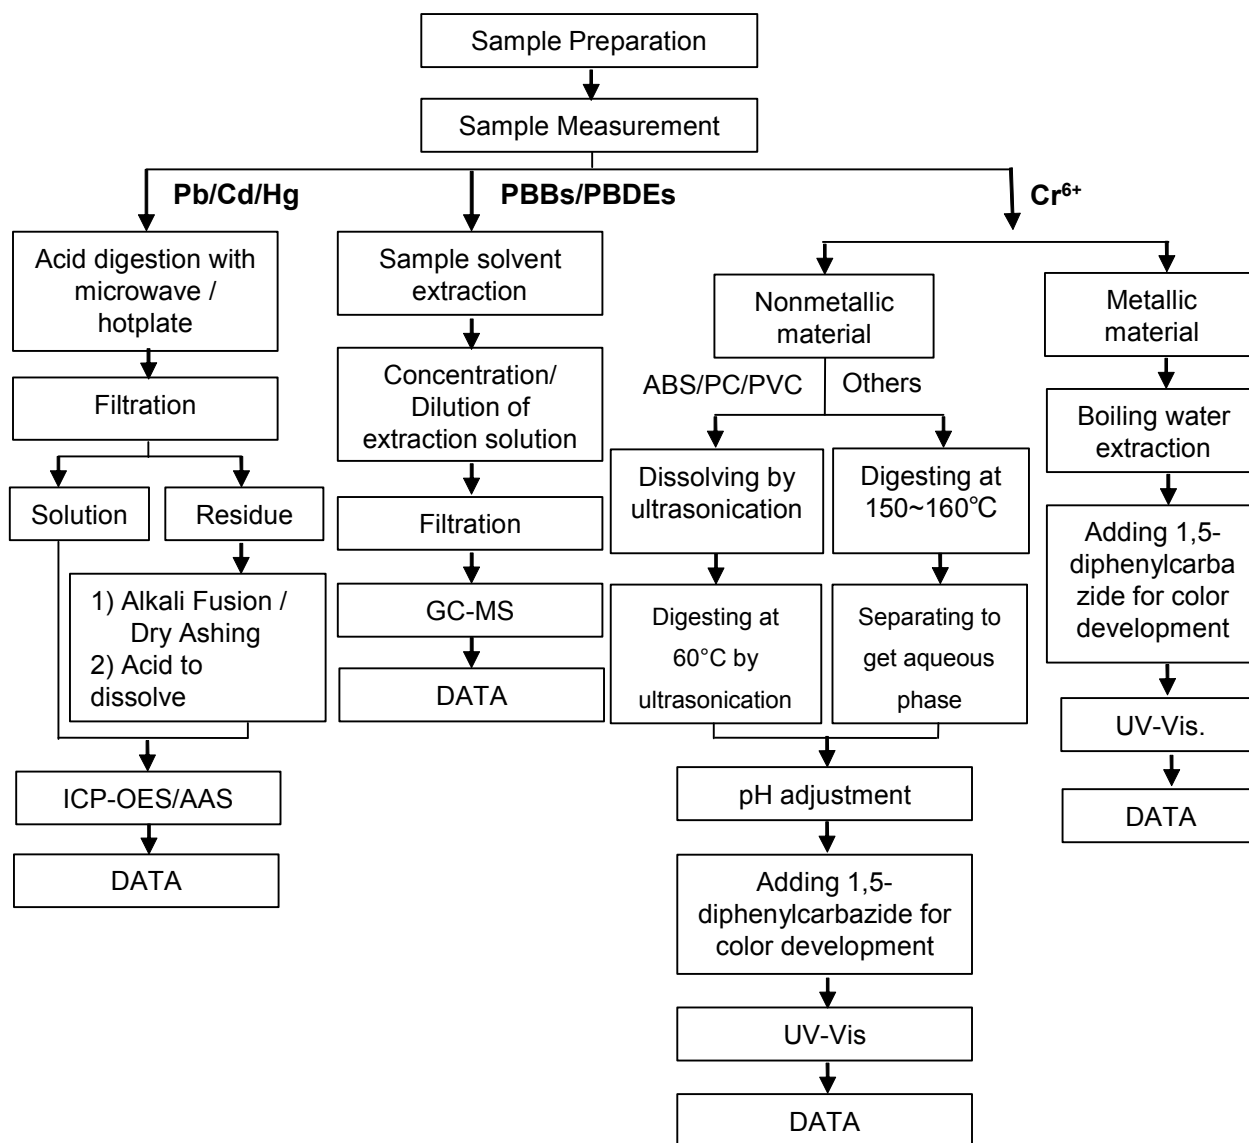 Sample Preparation
Sample Measurement
Pb/Cd/Hg
PBBs/PBDEs
Cr⁶⁺
Acid digestion with
microwave /
hotplate
Filtration
Solution
Residue
1) Alkali Fusion /
Dry Ashing
2) Acid to
dissolve
ICP-OES/AAS
DATA
Sample solvent
extraction
Concentration/
Dilution of
extraction solution
Filtration
GC-MS
DATA
Nonmetallic
material
ABS/PC/PVC
Others
Dissolving by
ultrasonication
Digesting at
60°C by
ultrasonication
Digesting at
150~160℃
Separating to
get aqueous
phase
pH adjustment
Adding 1,5-
diphenylcarbazide for
color development
UV-Vis
DATA
Metallic
material
Boiling water
extraction
Adding 1,5-
diphenylcarba
zide for color
development
UV-Vis.
DATA